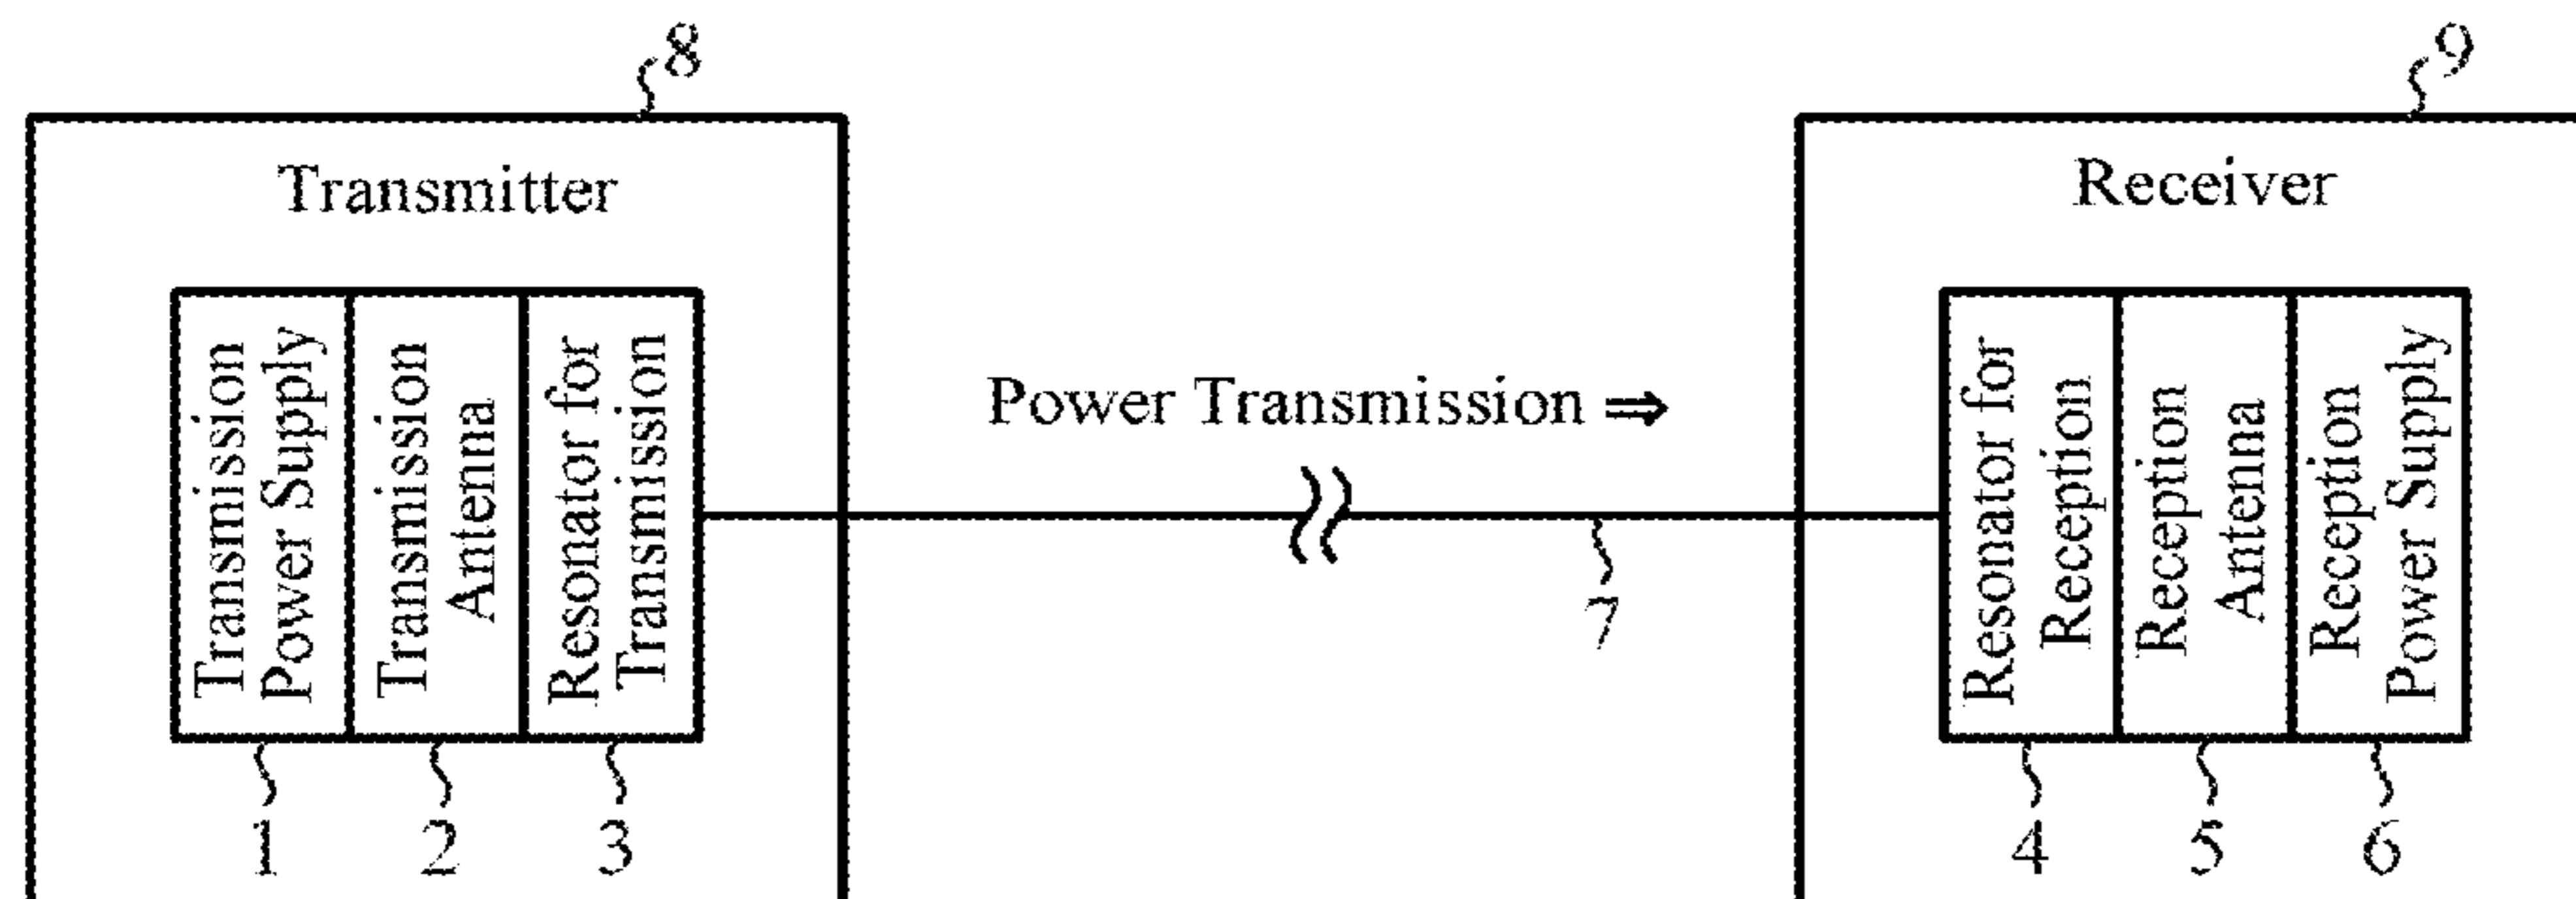 8
9
Transmitter
Receiver
Transmission
Power Supply
Transmission
Antenna
Resonator for
Transmission
Power Transmission ⇒
Resonator for
Reception
Reception
Antenna
Reception
Power Supply
7
1
2
3
4
5
6